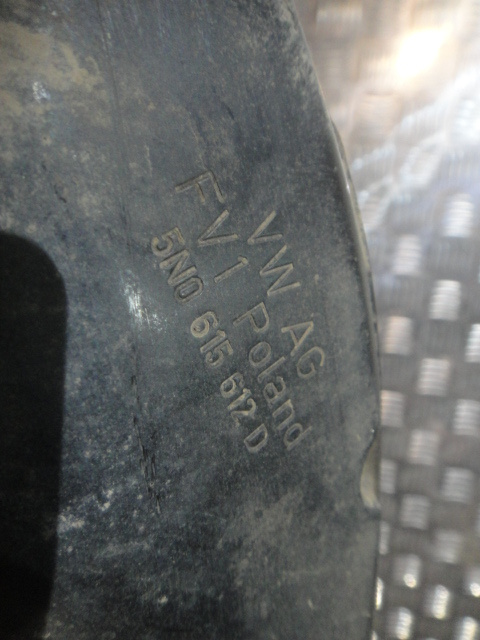 VW AG
FV1 Poland
5N0 615 612 D